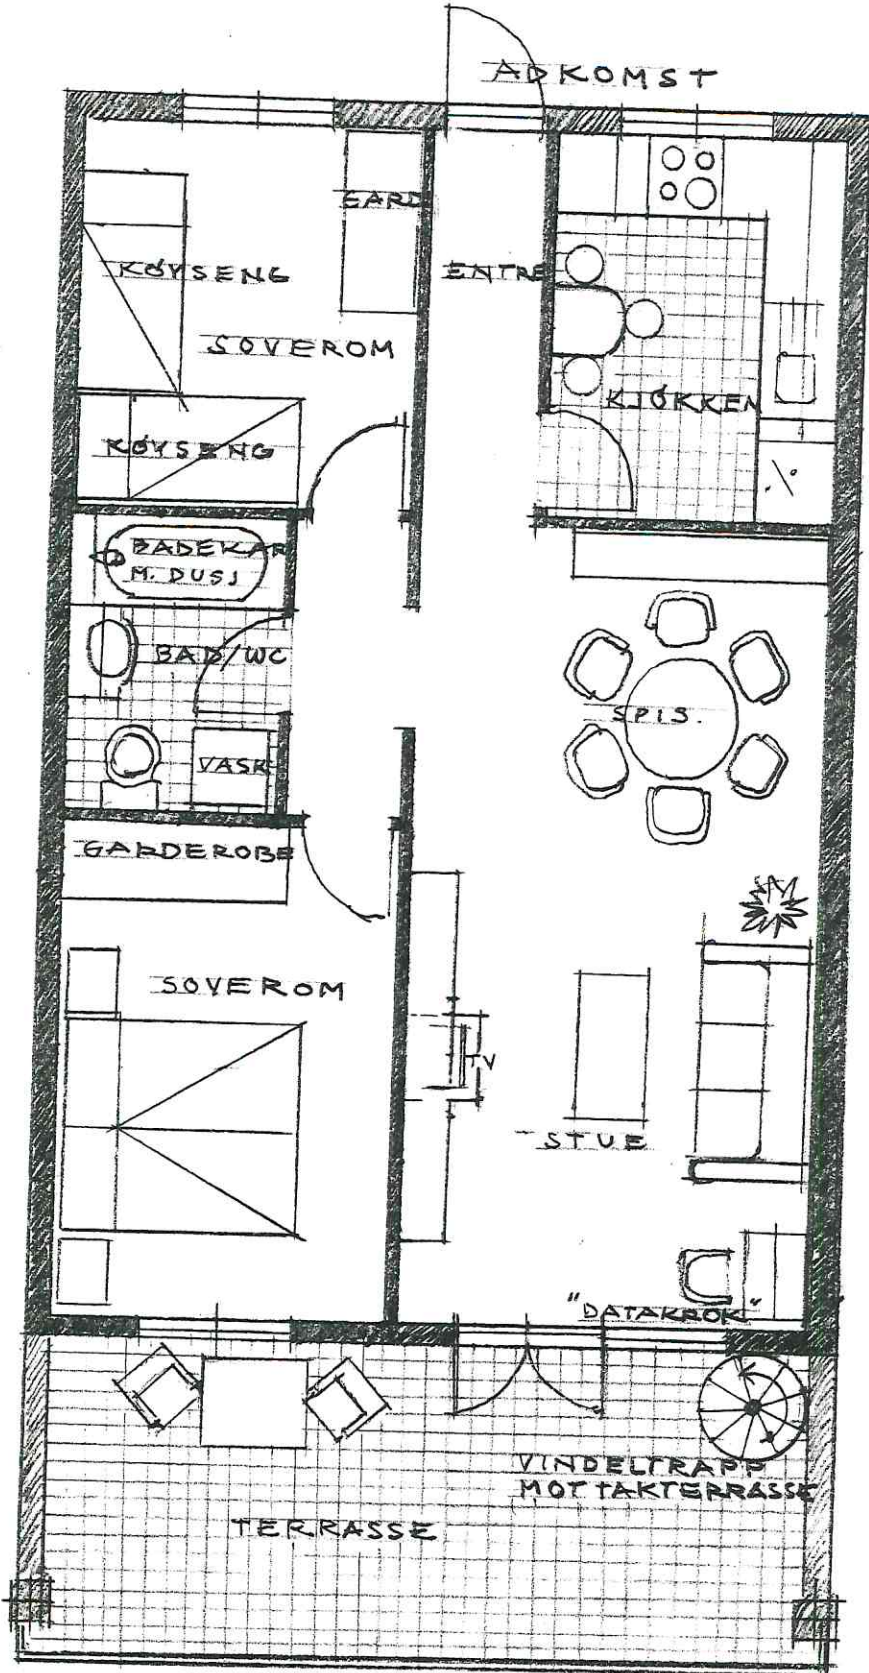 ADKOMST
GARD
KØYSENG
ENTRE
SOVEROM
KJØKKEN
KØYSENG
BADEKAR
M. DUSJ
BAD/WC
SPIS.
VASK
GARDEROBE
SOVEROM
TV
STUE
"DATAKROK"
VINDELTRAPP
MOT TAKTERRASSE
TERRASSE